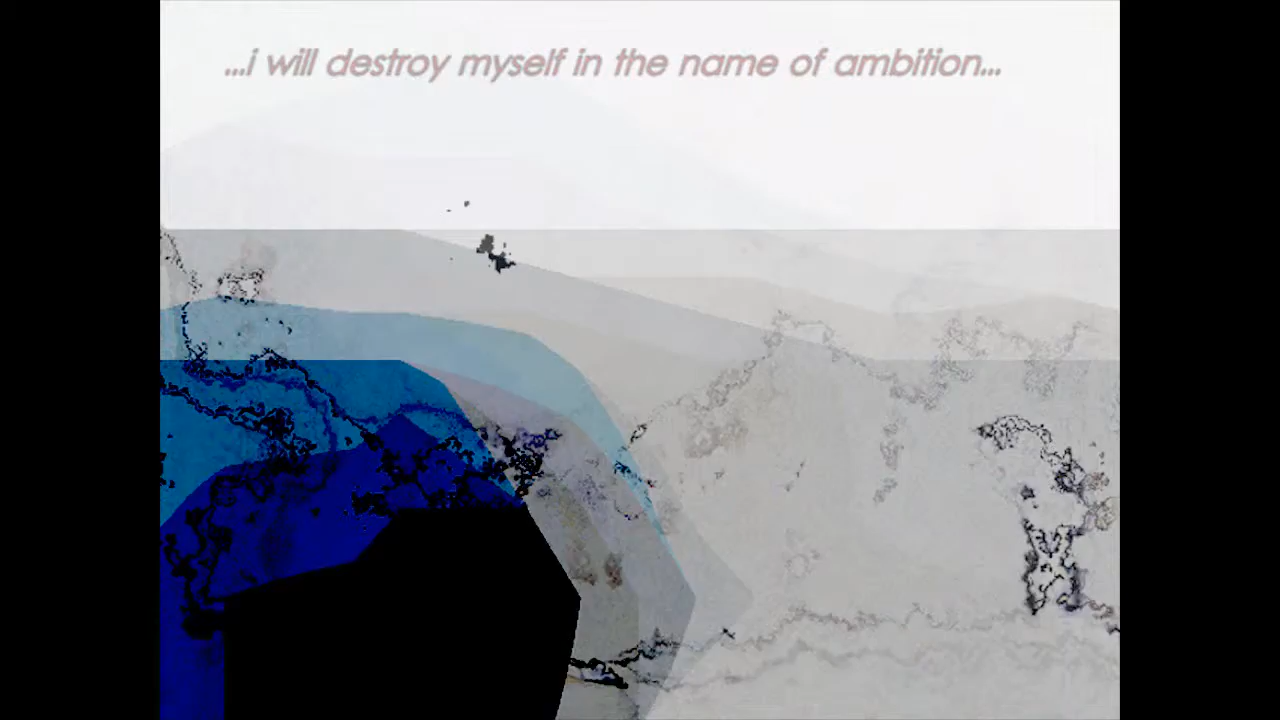 ...i will destroy myself in the name of ambition...